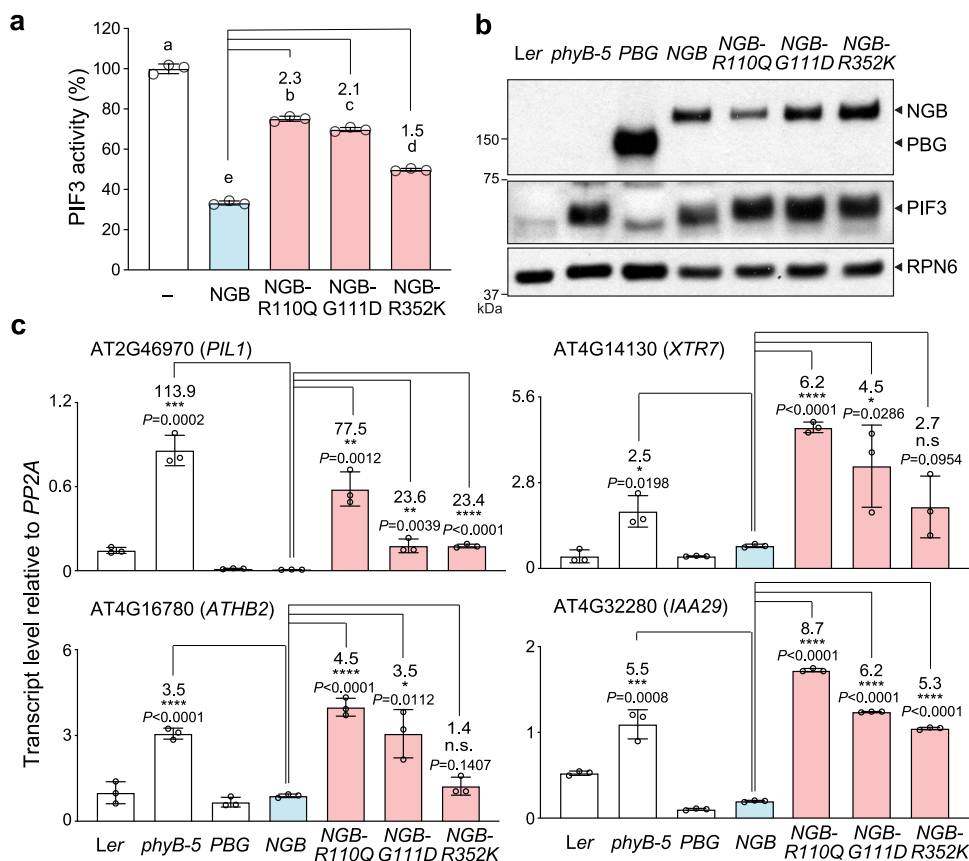 a
PIF3 activity (%)
120
100
80
60
40
20
0
a
e
2.3
b
2.1
c
1.5
d
–
NGB
NGB-
R110Q
NGB-
G111D
NGB-
R352K
b
Ler
phyB-5
PBG
NGB
NGB-
R110Q
NGB-
G111D
NGB-
R352K
150
75
37
kDa
NGB
PBG
PIF3
RPN6
c
Transcript level relative to PP2A
AT2G46970 (PIL1)
1.2
0.6
0
113.9
***
P=0.0002
77.5
**
P=0.0012
23.6
**
P=0.0039
23.4
****
P<0.0001
AT4G14130 (XTR7)
5.6
2.8
0
2.5
*
P=0.0198
6.2
****
P<0.0001
4.5
*
P=0.0286
2.7
n.s
P=0.0954
AT4G16780 (ATHB2)
6
3
0
3.5
****
P<0.0001
4.5
****
P<0.0001
3.5
*
P=0.0112
1.4
n.s.
P=0.1407
Ler
phyB-5
PBG
NGB
NGB-
R110Q
NGB-
G111D
NGB-
R352K
AT4G32280 (IAA29)
2
1
0
5.5
***
P=0.0008
8.7
****
P<0.0001
6.2
****
P<0.0001
5.3
****
P<0.0001
Ler
phyB-5
PBG
NGB
NGB-
R110Q
NGB-
G111D
NGB-
R352K